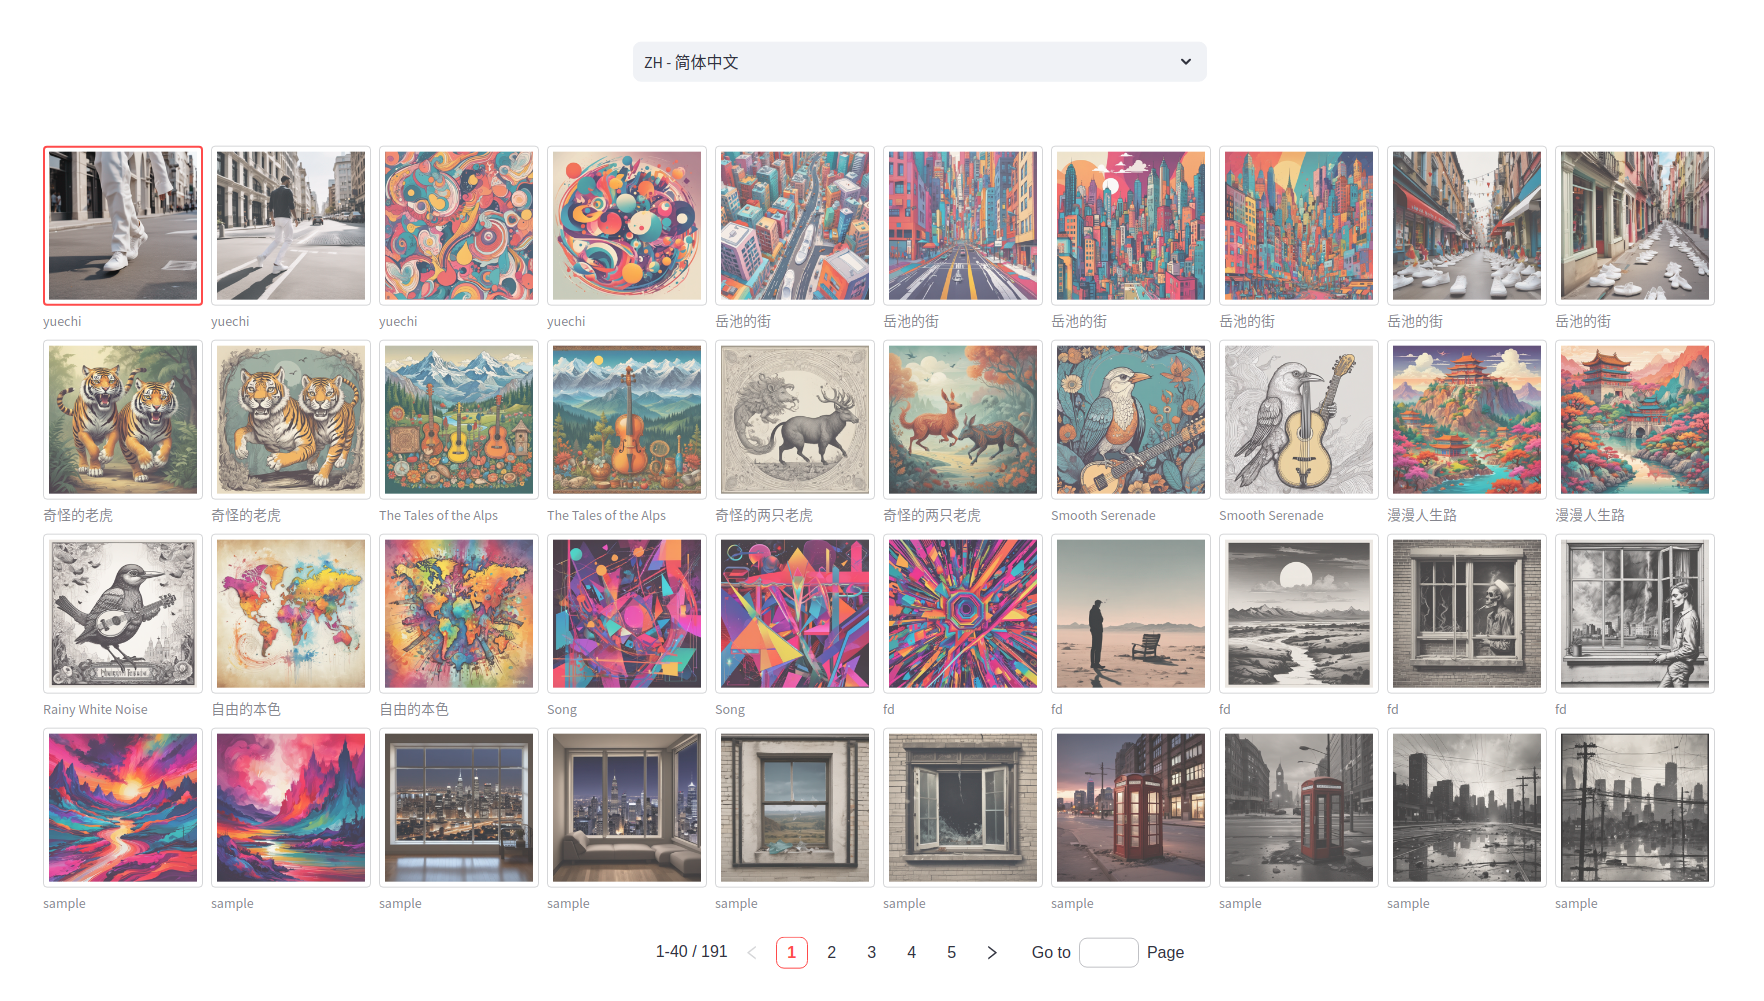 ZH - 简体中文
yuechi
yuechi
yuechi
yuechi
岳池的街
岳池的街
岳池的街
岳池的街
岳池的街
岳池的街
奇怪的老虎
奇怪的老虎
The Tales of the Alps
The Tales of the Alps
奇怪的两只老虎
奇怪的两只老虎
Smooth Serenade
Smooth Serenade
漫漫人生路
漫漫人生路
Rainy White Noise
自由的本色
自由的本色
Song
Song
fd
fd
fd
fd
fd
sample
sample
sample
sample
sample
sample
sample
sample
sample
sample
1-40 / 191
1 2 3 4 5
Go to Page